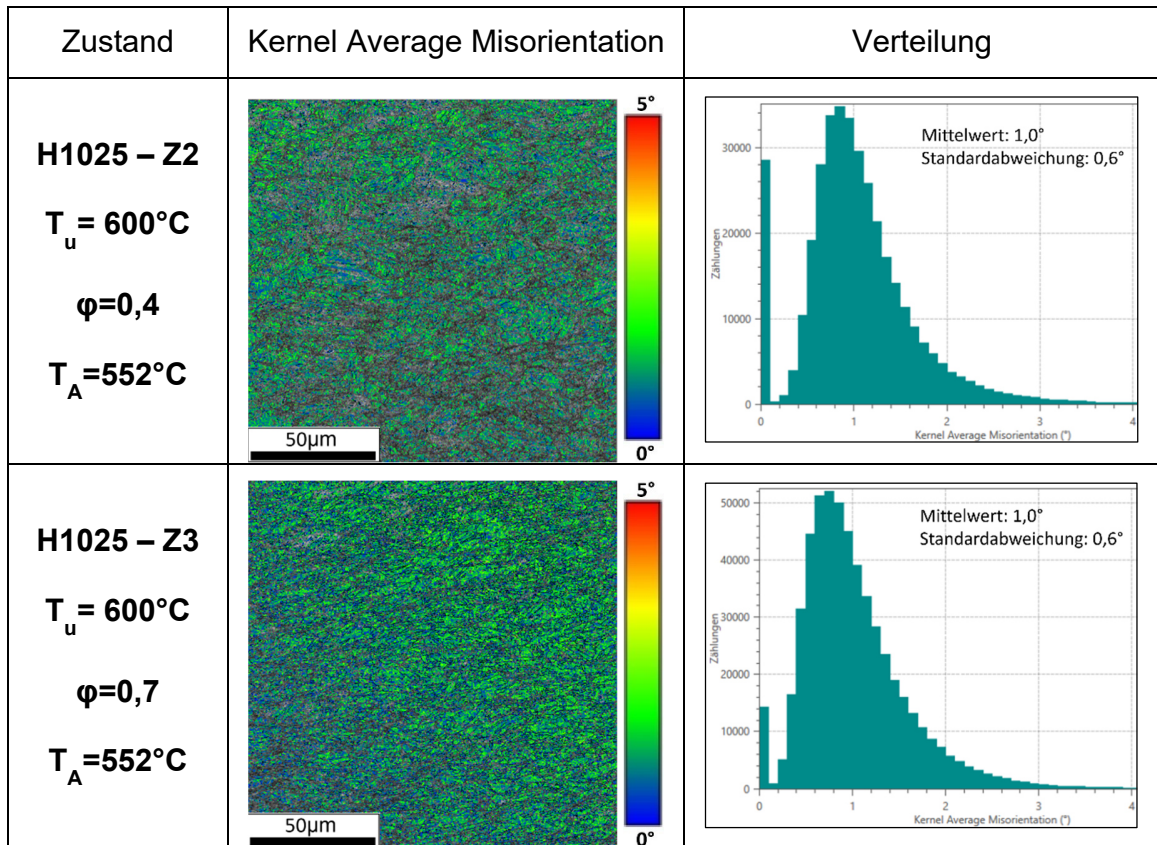 Zustand
Kernel Average Misorientation
Verteilung
H1025 – Z2
Tu= 600°C
φ=0,4
TA=552°C
5°
0°
50µm
Mittelwert: 1,0°
Standardabweichung: 0,6°
Zählungen
30000
20000
10000
0
0 1 2 3 4
Kernel Average Misorientation (°)
H1025 – Z3
Tu= 600°C
φ=0,7
TA=552°C
5°
0°
50µm
Mittelwert: 1,0°
Standardabweichung: 0,6°
Zählungen
50000
40000
30000
20000
10000
0
0 1 2 3 4
Kernel Average Misorientation (°)